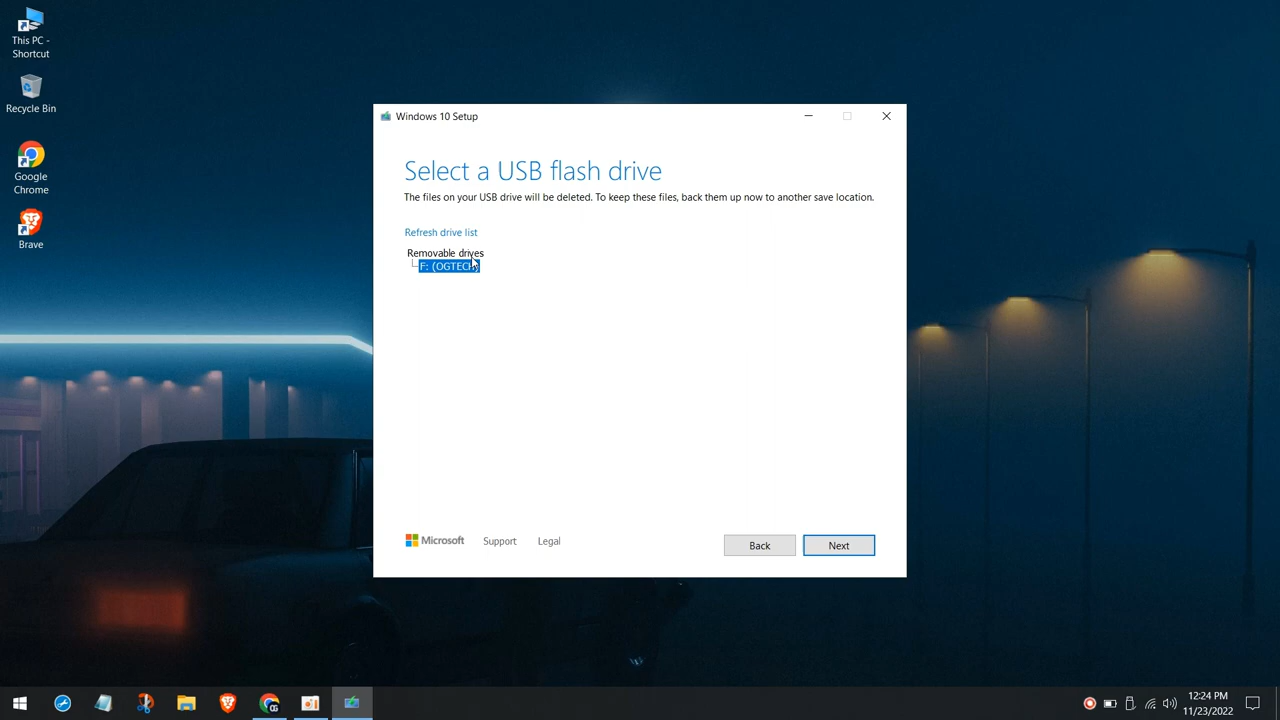 This PC -
Shortcut
Recycle Bin
Google
Chrome
Brave
Windows 10 Setup
Select a USB flash drive
The files on your USB drive will be deleted. To keep these files, back them up now to another save location.
Refresh drive list
Removable drives
F: (OGTECH)
Microsoft
Support
Legal
Back
Next
12:24 PM
11/23/2022